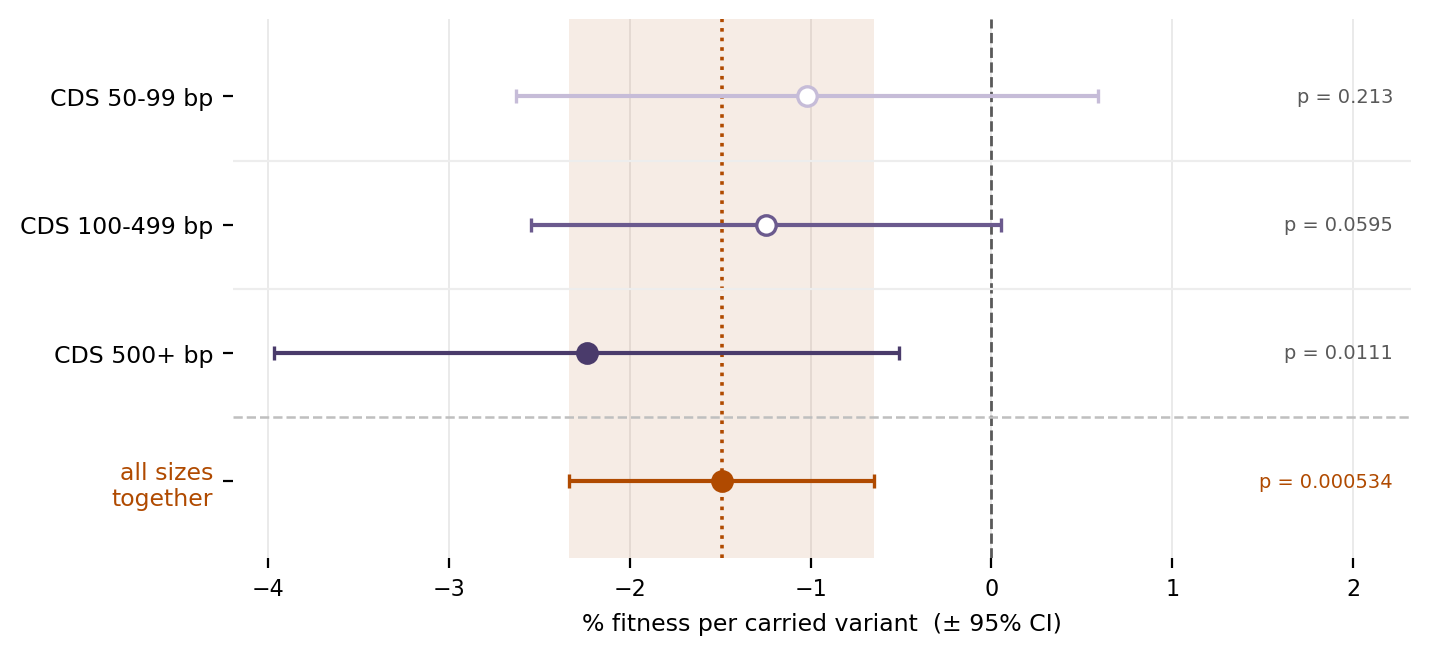 CDS 50-99 bp
p = 0.213
CDS 100-499 bp
p = 0.0595
CDS 500+ bp
p = 0.0111
all sizes
together
p = 0.000534
−4 −3 −2 −1 0 1 2
% fitness per carried variant (± 95% CI)